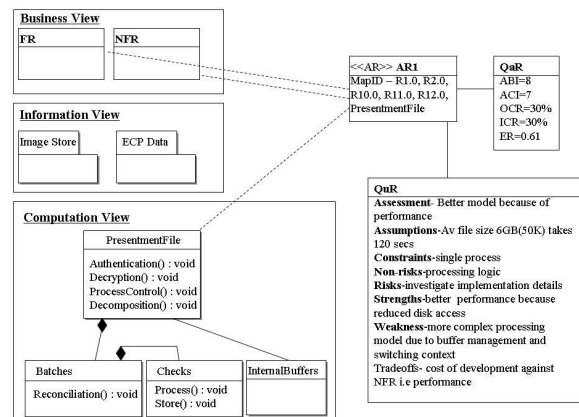 Business View
FR
NFR
Information View
Image Store
ECP Data
Computation View
PresentmentFile
Authentication() : void
Decryption() : void
ProcessControl() : void
Decomposition() : void
Batches
Reconciliation() : void
Checks
Process() : void
Store() : void
InternalBuffers
<<AR>> AR1
MapID – R1.0, R2.0,
R10.0, R11.0, R12.0,
PresentmentFile
QaR
ABI=8
ACI=7
OCR=30%
ICR=30%
ER=0.61
QuR
Assessment- Better model because of
performance
Assumptions-Av file size 6GB(50K) takes
120 secs
Constraints-single process
Non-risks-processing logic
Risks-investigate implementation details
Strengths-better performance because
reduced disk access
Weakness-more complex processing
model due to buffer management and
switching context
Tradeoffs- cost of development against
NFR i.e performance